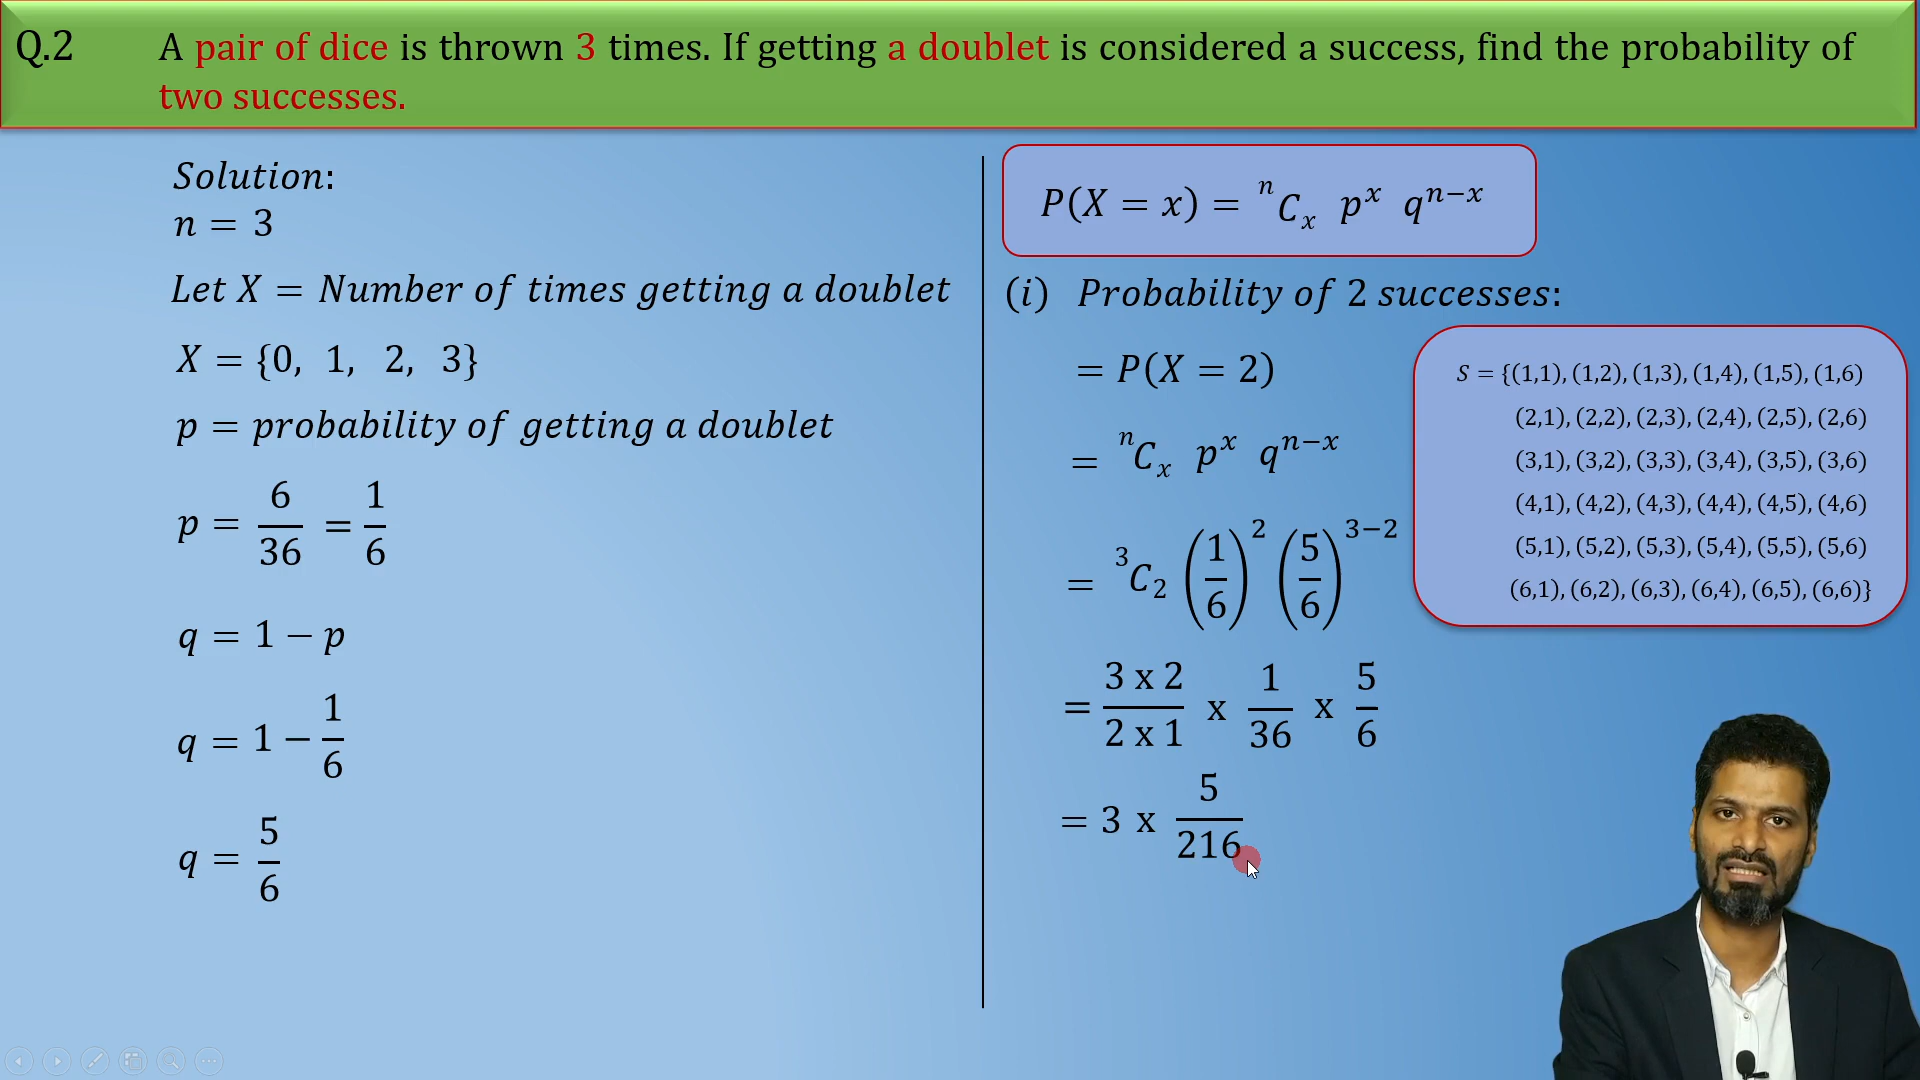 Q.2 A pair of dice is thrown 3 times. If getting a doublet is considered a success, find the probability of
two successes.
Solution:
n = 3
Let X = Number of times getting a doublet
X = {0, 1, 2, 3}
p = probability of getting a doublet
p = 6/36 = 1/6
q = 1 − p
q = 1 − 1/6
q = 5/6
P(X = x) = ⁿCₓ pˣ qⁿ⁻ˣ
(i) Probability of 2 successes:
= P(X = 2)
= ⁿCₓ pˣ qⁿ⁻ˣ
= ³C₂ (1/6)² (5/6)³⁻²
= 3 x 2/2 x 1 x 1/36 x 5/6
= 3 x 5/216
S = {(1,1), (1,2), (1,3), (1,4), (1,5), (1,6)
(2,1), (2,2), (2,3), (2,4), (2,5), (2,6)
(3,1), (3,2), (3,3), (3,4), (3,5), (3,6)
(4,1), (4,2), (4,3), (4,4), (4,5), (4,6)
(5,1), (5,2), (5,3), (5,4), (5,5), (5,6)
(6,1), (6,2), (6,3), (6,4), (6,5), (6,6)}